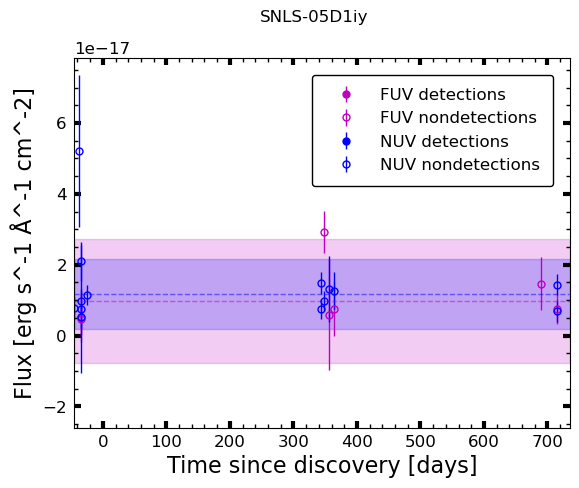 SNLS-05D1iy
1e−17
FUV detections
FUV nondetections
NUV detections
NUV nondetections
6
4
2
0
−2
Flux [erg s^-1 Å^-1 cm^-2]
0 100 200 300 400 500 600 700
Time since discovery [days]